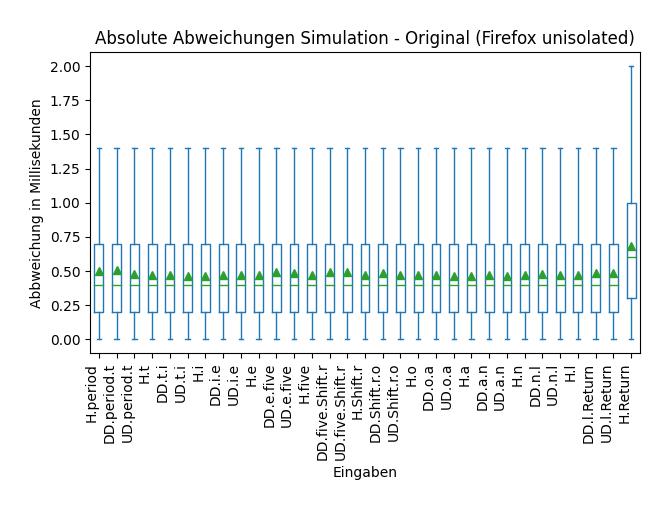 Absolute Abweichungen Simulation - Original (Firefox unisolated)
2.00
1.75
1.50
1.25
1.00
0.75
0.50
0.25
0.00
Abbweichung in Millisekunden
H.period
DD.period.t
UD.period.t
H.t
DD.t.i
UD.t.i
H.i
DD.i.e
UD.i.e
H.e
DD.e.five
UD.e.five
H.five
DD.five.Shift.r
UD.five.Shift.r
H.Shift.r
DD.Shift.r.o
UD.Shift.r.o
H.o
DD.o.a
UD.o.a
H.a
DD.a.n
UD.a.n
H.n
DD.n.l
UD.n.l
H.l
DD.l.Return
UD.l.Return
H.Return
Eingaben